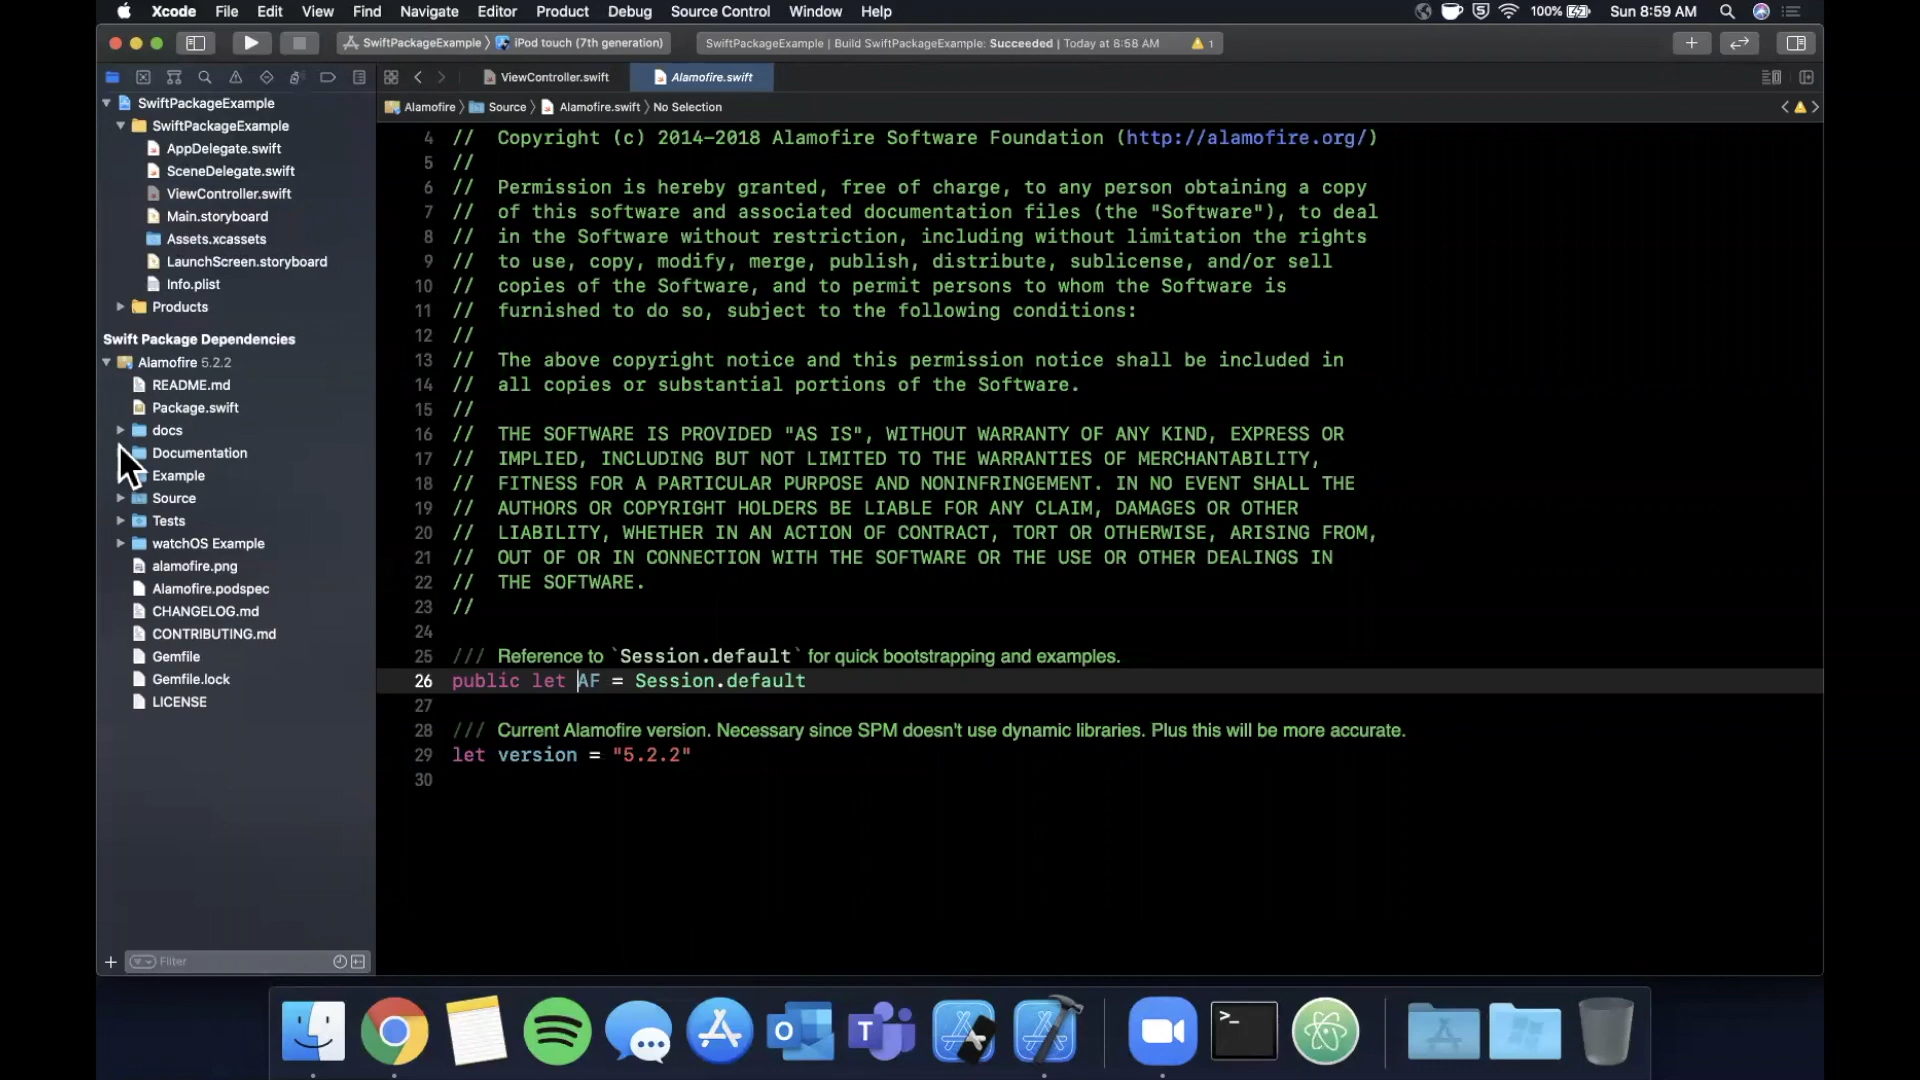 Xcode File Edit View Find Navigate Editor Product Debug Source Control Window Help
100% Sun 8:59 AM
SwiftPackageExample iPod touch (7th generation)
SwiftPackageExample | Build SwiftPackageExample: Succeeded | Today at 8:58 AM 1
ViewController.swift Alamofire.swift
Alamofire Source Alamofire.swift No Selection
SwiftPackageExample
SwiftPackageExample
AppDelegate.swift
SceneDelegate.swift
ViewController.swift
Main.storyboard
Assets.xcassets
LaunchScreen.storyboard
Info.plist
Products
Swift Package Dependencies
Alamofire 5.2.2
README.md
Package.swift
docs
Documentation
Example
Source
Tests
watchOS Example
alamofire.png
Alamofire.podspec
CHANGELOG.md
CONTRIBUTING.md
Gemfile
Gemfile.lock
LICENSE
Filter
4 // Copyright (c) 2014-2018 Alamofire Software Foundation (http://alamofire.org/)
5 //
6 // Permission is hereby granted, free of charge, to any person obtaining a copy
7 // of this software and associated documentation files (the "Software"), to deal
8 // in the Software without restriction, including without limitation the rights
9 // to use, copy, modify, merge, publish, distribute, sublicense, and/or sell
10 // copies of the Software, and to permit persons to whom the Software is
11 // furnished to do so, subject to the following conditions:
12 //
13 // The above copyright notice and this permission notice shall be included in
14 // all copies or substantial portions of the Software.
15 //
16 // THE SOFTWARE IS PROVIDED "AS IS", WITHOUT WARRANTY OF ANY KIND, EXPRESS OR
17 // IMPLIED, INCLUDING BUT NOT LIMITED TO THE WARRANTIES OF MERCHANTABILITY,
18 // FITNESS FOR A PARTICULAR PURPOSE AND NONINFRINGEMENT. IN NO EVENT SHALL THE
19 // AUTHORS OR COPYRIGHT HOLDERS BE LIABLE FOR ANY CLAIM, DAMAGES OR OTHER
20 // LIABILITY, WHETHER IN AN ACTION OF CONTRACT, TORT OR OTHERWISE, ARISING FROM,
21 // OUT OF OR IN CONNECTION WITH THE SOFTWARE OR THE USE OR OTHER DEALINGS IN
22 // THE SOFTWARE.
23 //
24
25 /// Reference to `Session.default` for quick bootstrapping and examples.
26 public let AF = Session.default
27
28 /// Current Alamofire version. Necessary since SPM doesn't use dynamic libraries. Plus this will be more accurate.
29 let version = "5.2.2"
30